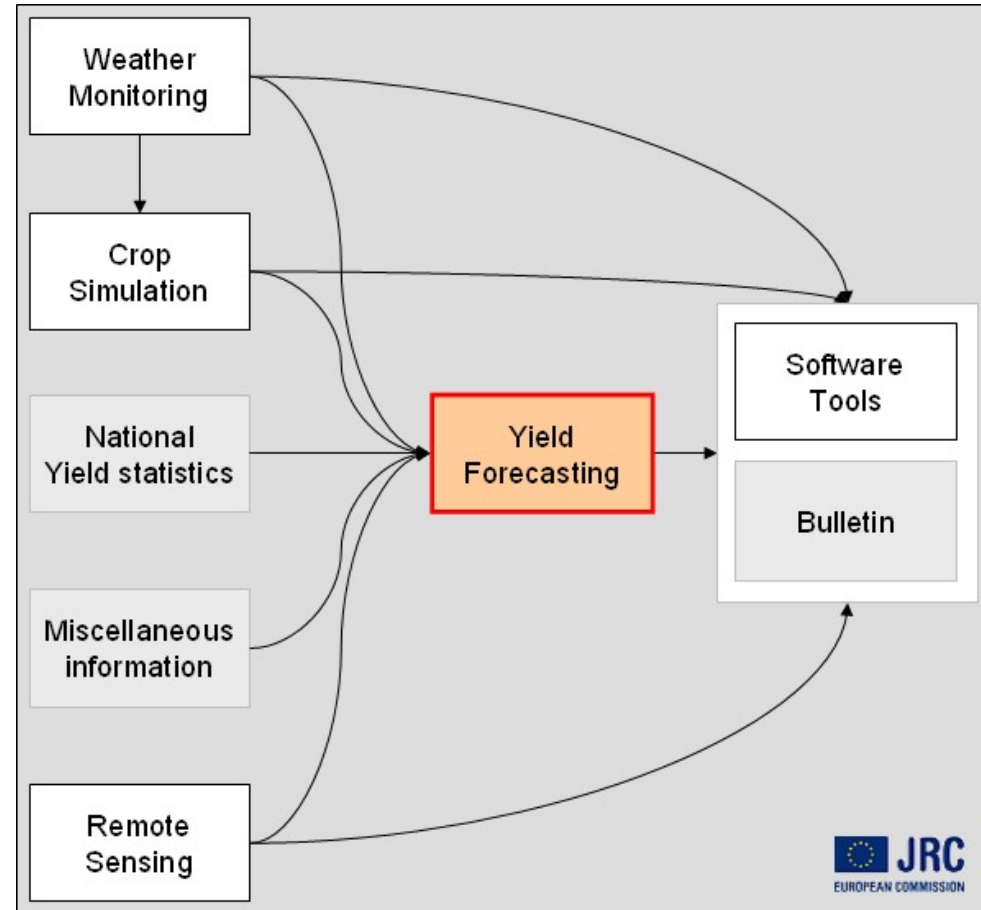 Weather
Monitoring
Crop
Simulation
National
Yield statistics
Miscellaneous
information
Remote
Sensing
Yield
Forecasting
Software
Tools
Bulletin
JRC
EUROPEAN COMMISSION